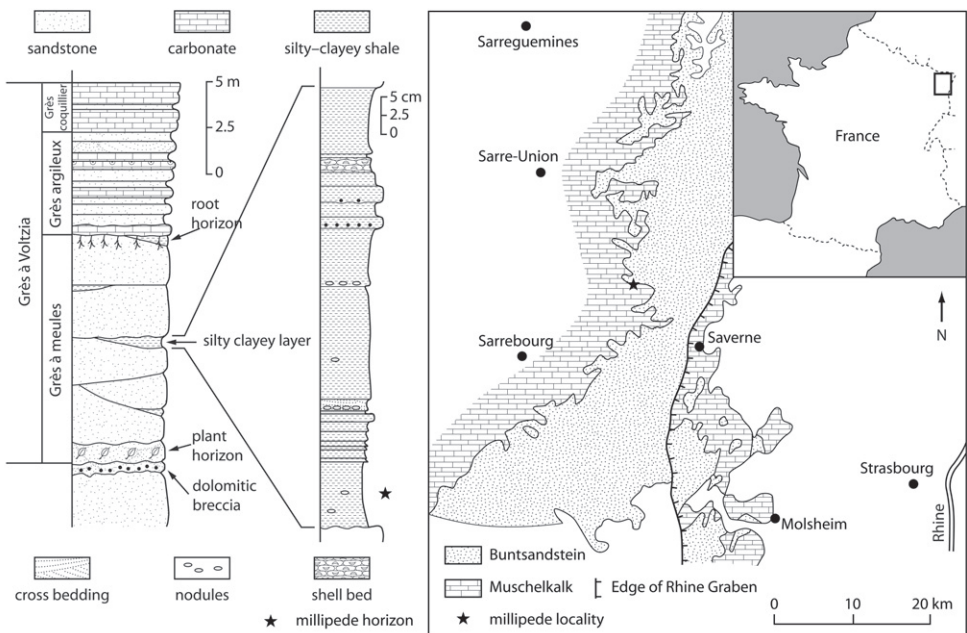 sandstone
carbonate
silty–clayey shale
5 m
2.5
0
5 cm
2.5
0
Grès à Voltzia
Grès
coquillier
Grès argileux
Grès à meules
root
horizon
silty clayey layer
plant
horizon
dolomitic
breccia
cross bedding
nodules
shell bed
★ millipede horizon
Sarreguemines
Sarre-Union
Sarrebourg
Saverne
Strasbourg
Molsheim
Rhine
France
N
Buntsandstein
Muschelkalk
Edge of Rhine Graben
★ millipede locality
0 10 20 km